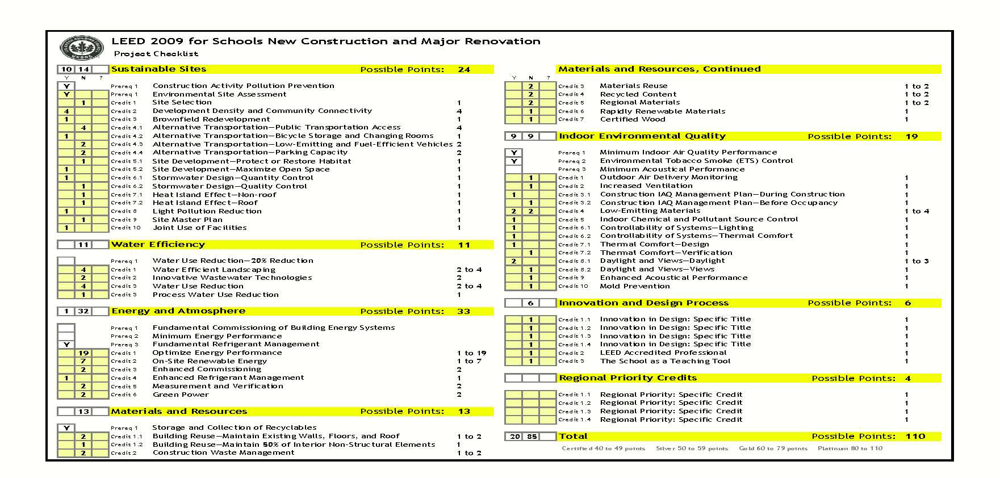 LEED 2009 for Schools New Construction and Major Renovation
Project Checklist
10 14 Sustainable Sites Possible Points: 24
Y N ?
Y Prereq 1 Construction Activity Pollution Prevention
Y Prereq 1 Environmental Site Assessment
1 Credit 1 Site Selection 1
4 Credit 2 Development Density and Community Connectivity 4
1 Credit 3 Brownfield Redevelopment 1
4 Credit 4.1 Alternative Transportation—Public Transportation Access 4
1 Credit 4.2 Alternative Transportation—Bicycle Storage and Changing Rooms 1
2 Credit 4.3 Alternative Transportation—Low-Emitting and Fuel-Efficient Vehicles 2
2 Credit 4.4 Alternative Transportation—Parking Capacity 2
1 Credit 5.1 Site Development—Protect or Restore Habitat 1
1 Credit 5.2 Site Development—Maximize Open Space 1
1 Credit 6.1 Stormwater Design—Quantity Control 1
1 Credit 6.2 Stormwater Design—Quality Control 1
1 Credit 7.1 Heat Island Effect—Non-roof 1
1 Credit 7.2 Heat Island Effect—Roof 1
1 Credit 8 Light Pollution Reduction 1
1 Credit 9 Site Master Plan 1
1 Credit 10 Joint Use of Facilities 1
11 Water Efficiency Possible Points: 11
Prereq 1 Water Use Reduction—20% Reduction
4 Credit 1 Water Efficient Landscaping 2 to 4
2 Credit 2 Innovative Wastewater Technologies 2
4 Credit 3 Water Use Reduction 2 to 4
1 Credit 3 Process Water Use Reduction 1
1 32 Energy and Atmosphere Possible Points: 33
Prereq 1 Fundamental Commissioning of Building Energy Systems
Prereq 2 Minimum Energy Performance
Y Prereq 3 Fundamental Refrigerant Management
19 Credit 1 Optimize Energy Performance 1 to 19
7 Credit 2 On-Site Renewable Energy 1 to 7
2 Credit 3 Enhanced Commissioning 2
1 Credit 4 Enhanced Refrigerant Management 1
2 Credit 5 Measurement and Verification 2
2 Credit 6 Green Power 2
13 Materials and Resources Possible Points: 13
Y Prereq 1 Storage and Collection of Recyclables
2 Credit 1.1 Building Reuse—Maintain Existing Walls, Floors, and Roof 1 to 2
1 Credit 1.2 Building Reuse—Maintain 50% of Interior Non-Structural Elements 1
2 Credit 2 Construction Waste Management 1 to 2
Materials and Resources, Continued
Y N ?
2 Credit 3 Materials Reuse 1 to 2
2 Credit 4 Recycled Content 1 to 2
2 Credit 5 Regional Materials 1 to 2
1 Credit 6 Rapidly Renewable Materials 1
1 Credit 7 Certified Wood 1
9 9 Indoor Environmental Quality Possible Points: 19
Y Prereq 1 Minimum Indoor Air Quality Performance
Y Prereq 2 Environmental Tobacco Smoke (ETS) Control
Prereq 3 Minimum Acoustical Performance
1 Credit 1 Outdoor Air Delivery Monitoring 1
1 Credit 2 Increased Ventilation 1
1 Credit 3.1 Construction IAQ Management Plan—During Construction 1
1 Credit 3.2 Construction IAQ Management Plan—Before Occupancy 1
2 2 Credit 4 Low-Emitting Materials 1 to 4
1 Credit 5 Indoor Chemical and Pollutant Source Control 1
1 Credit 6.1 Controllability of Systems—Lighting 1
1 Credit 6.2 Controllability of Systems—Thermal Comfort 1
1 Credit 7.1 Thermal Comfort—Design 1
1 Credit 7.2 Thermal Comfort—Verification 1
2 Credit 8.1 Daylight and Views—Daylight 1 to 3
1 Credit 8.2 Daylight and Views—Views 1
1 Credit 9 Enhanced Acoustical Performance 1
1 Credit 10 Mold Prevention 1
6 Innovation and Design Process Possible Points: 6
1 Credit 1.1 Innovation in Design: Specific Title 1
1 Credit 1.2 Innovation in Design: Specific Title 1
1 Credit 1.3 Innovation in Design: Specific Title 1
1 Credit 1.4 Innovation in Design: Specific Title 1
1 Credit 2 LEED Accredited Professional 1
1 Credit 3 The School as a Teaching Tool 1
Regional Priority Credits Possible Points: 4
Credit 1.1 Regional Priority: Specific Credit 1
Credit 1.2 Regional Priority: Specific Credit 1
Credit 1.3 Regional Priority: Specific Credit 1
Credit 1.4 Regional Priority: Specific Credit 1
20 85 Total Possible Points: 110
Certified 40 to 49 points Silver 50 to 59 points Gold 60 to 79 points Platinum 80 to 110